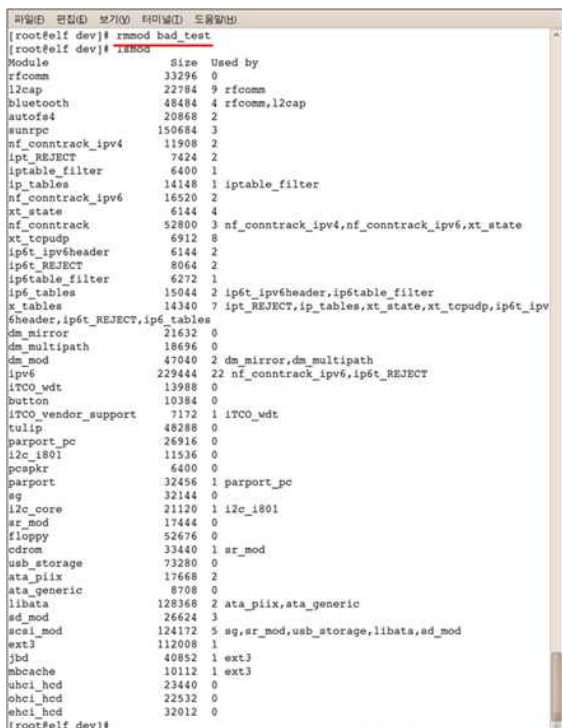 파일(F) 편집(E) 보기(V) 터미널(T) 도움말(H)
[root@elf dev]# rmmod bad_test
[root@elf dev]# lsmod
Module Size Used by
rfcomm 33296 0
l2cap 22784 9 rfcomm
bluetooth 48484 4 rfcomm,l2cap
autofs4 20868 2
sunrpc 150684 3
nf_conntrack_ipv4 11908 2
ipt_REJECT 7424 2
iptable_filter 6400 1
ip_tables 14148 1 iptable_filter
nf_conntrack_ipv6 16520 2
xt_state 6144 4
nf_conntrack 52800 3 nf_conntrack_ipv4,nf_conntrack_ipv6,xt_state
xt_tcpudp 6912 8
ip6t_ipv6header 6144 2
ip6t_REJECT 8064 2
ip6table_filter 6272 1
ip6_tables 15044 2 ip6t_ipv6header,ip6table_filter
x_tables 14340 7 ipt_REJECT,ip_tables,xt_state,xt_tcpudp,ip6t_ipv
6header,ip6t_REJECT,ip6_tables
dm_mirror 21632 0
dm_multipath 18696 0
dm_mod 47040 2 dm_mirror,dm_multipath
ipv6 229444 22 nf_conntrack_ipv6,ip6t_REJECT
iTCO_wdt 13988 0
button 10384 0
iTCO_vendor_support 7172 1 iTCO_wdt
tulip 48288 0
parport_pc 26916 0
i2c_i801 11536 0
pcspkr 6400 0
parport 32456 1 parport_pc
sg 32144 0
i2c_core 21120 1 i2c_i801
sr_mod 17444 0
floppy 52676 0
cdrom 33440 1 sr_mod
usb_storage 73280 0
ata_piix 17668 2
ata_generic 8708 0
libata 128368 2 ata_piix,ata_generic
sd_mod 26624 3
scsi_mod 124172 5 sg,sr_mod,usb_storage,libata,sd_mod
ext3 112008 1
jbd 40852 1 ext3
mbcache 10112 1 ext3
uhci_hcd 23440 0
ohci_hcd 22532 0
ehci_hcd 32012 0
[root@elf dev]#